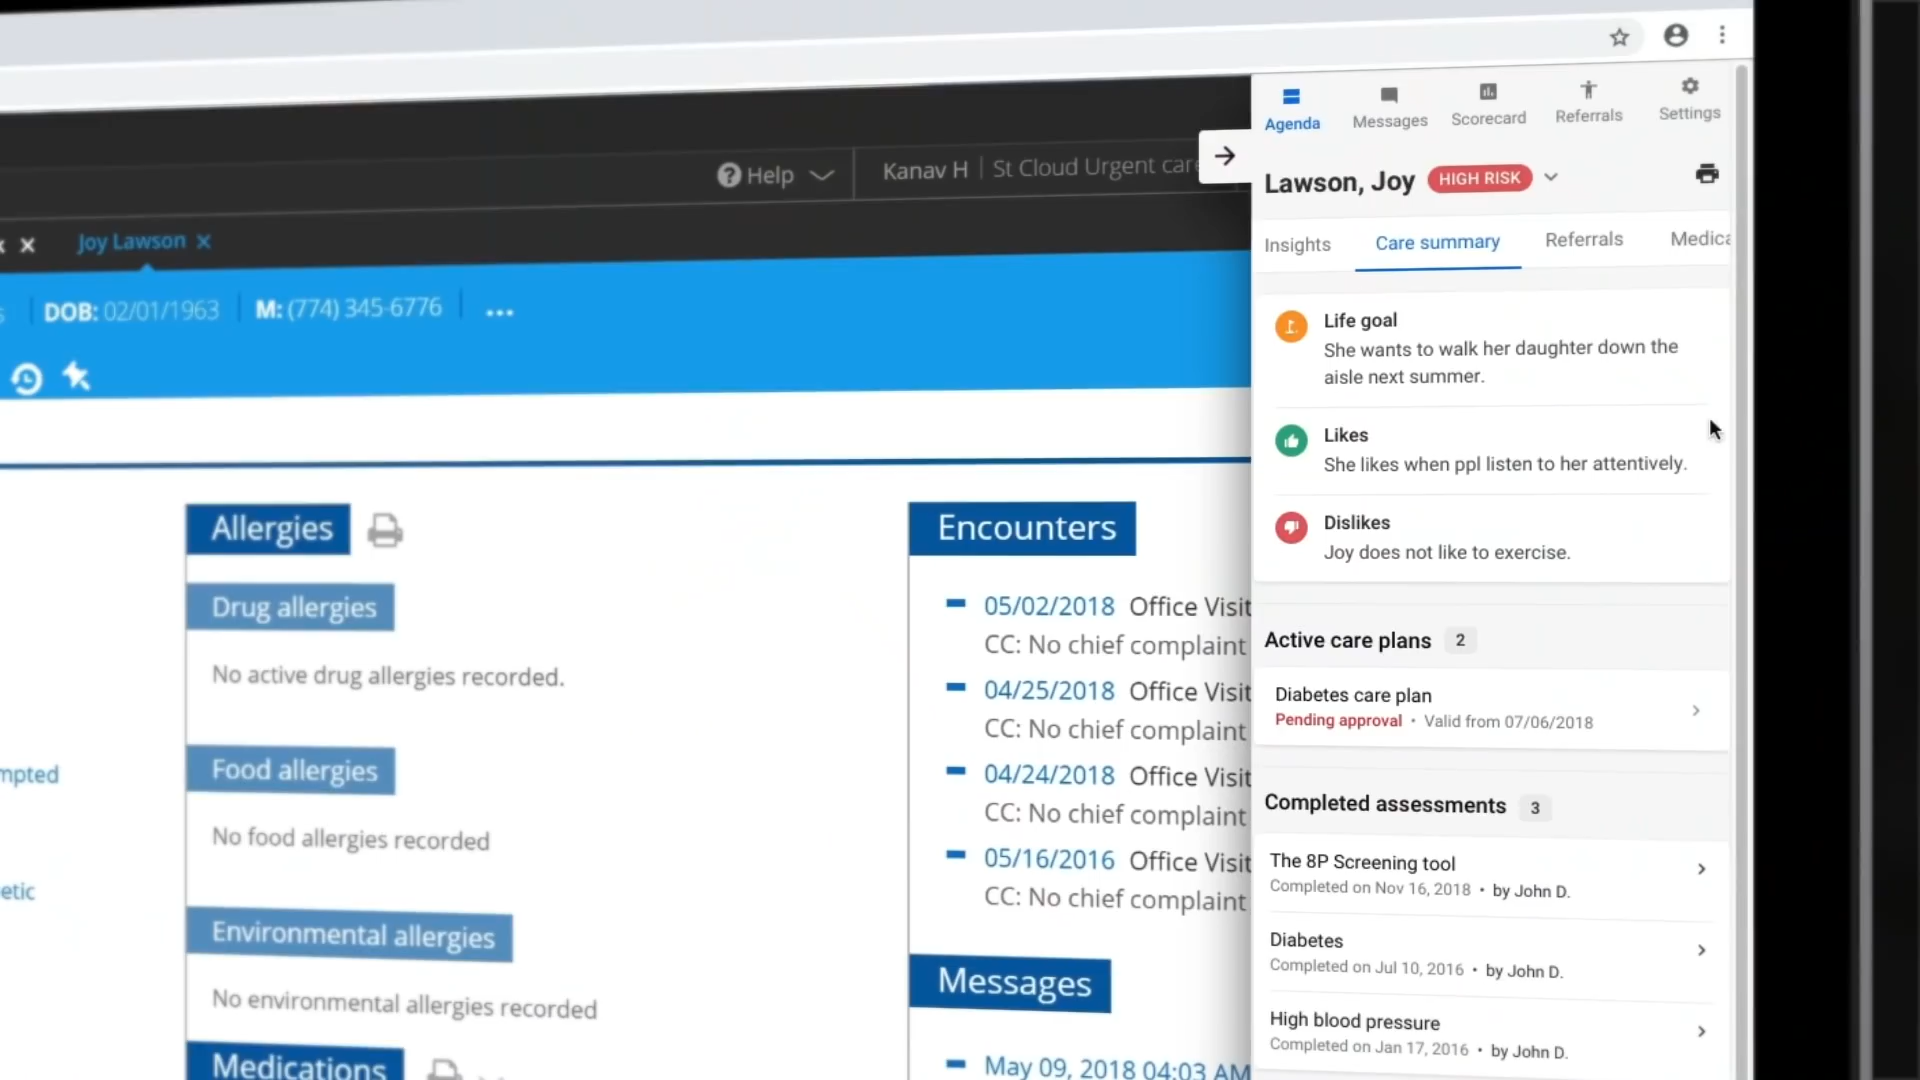 Help
Kanav H | St Cloud Urgent care
Joy Lawson
DOB: 02/01/1963
M: (774) 345-6776
...
Allergies
Drug allergies
No active drug allergies recorded.
Food allergies
No food allergies recorded
Environmental allergies
No environmental allergies recorded
Medications
Encounters
05/02/2018 Office Visit
CC: No chief complaint
04/25/2018 Office Visit
CC: No chief complaint
04/24/2018 Office Visit
CC: No chief complaint
05/16/2016 Office Visit
CC: No chief complaint
Messages
May 09, 2018 04:03 AM
Agenda
Messages
Scorecard
Referrals
Settings
Lawson, Joy HIGH RISK
Insights
Care summary
Referrals
Medica
Life goal
She wants to walk her daughter down the
aisle next summer.
Likes
She likes when ppl listen to her attentively.
Dislikes
Joy does not like to exercise.
Active care plans 2
Diabetes care plan
Pending approval • Valid from 07/06/2018
Completed assessments 3
The 8P Screening tool
Completed on Nov 16, 2018 • by John D.
Diabetes
Completed on Jul 10, 2016 • by John D.
High blood pressure
Completed on Jan 17, 2016 • by John D.